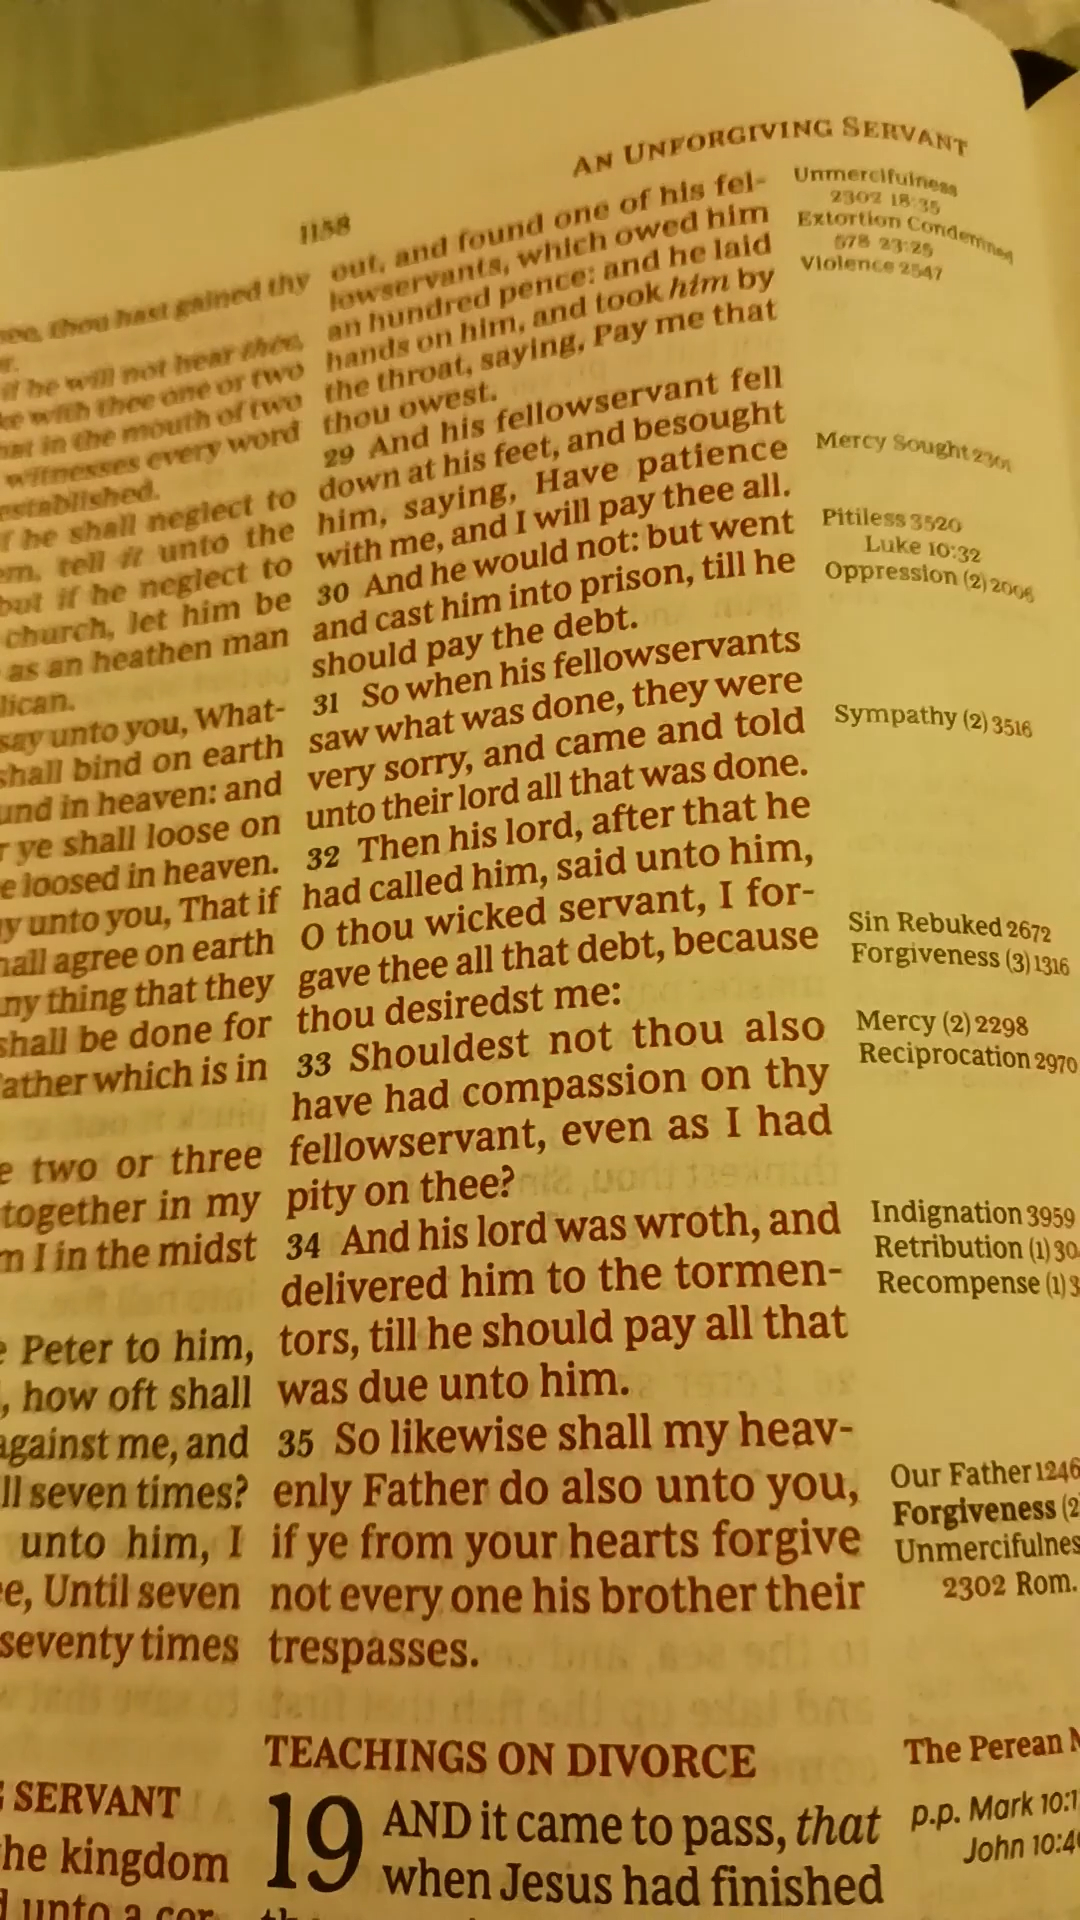 1158
AN UNFORGIVING SERVANT
thou hast gained thy
if he will not hear thee,
with thee one or two
in the mouth of two
witnesses every word
established.
he shall neglect to
tell it unto the
but if he neglect to
church, let him be
as an heathen man
say unto you, What-
shall bind on earth
in heaven: and
ye shall loose on
loosed in heaven.
unto you, That if
agree on earth
thing that they
shall be done for
which is in
two or three
together in my
I in the midst
Peter to him,
, how oft shall
against me, and
seven times?
unto him, I
Until seven
seventy times
SERVANT
kingdom
unto a
out, and found one of his fel-
lowservants, which owed him
an hundred pence: and he laid
hands on him, and took him by
the throat, saying, Pay me that
thou owest.
29 And his fellowservant fell
down at his feet, and besought
him, saying, Have patience
with me, and I will pay thee all.
30 And he would not: but went
and cast him into prison, till he
should pay the debt.
31 So when his fellowservants
saw what was done, they were
very sorry, and came and told
unto their lord all that was done.
32 Then his lord, after that he
had called him, said unto him,
O thou wicked servant, I for-
gave thee all that debt, because
thou desiredst me:
33 Shouldest not thou also
have had compassion on thy
fellowservant, even as I had
pity on thee?
34 And his lord was wroth, and
delivered him to the tormen-
tors, till he should pay all that
was due unto him.
35 So likewise shall my heav-
enly Father do also unto you,
if ye from your hearts forgive
not every one his brother their
trespasses.
TEACHINGS ON DIVORCE
19 AND it came to pass, that
when Jesus had finished
Unmercifulness
2302 18:35
Extortion Condemned
578 23:25
Violence 2547
Mercy Sought 2301
Pitiless 3520
Luke 10:32
Oppression (2) 2006
Sympathy (2) 3516
Sin Rebuked 2672
Forgiveness (3) 1316
Mercy (2) 2298
Reciprocation 2970
Indignation 3959
Retribution (1)
Recompense (1)
Our Father 1246
Forgiveness (2
2302 Rom.
The Perean
p.p. Mark 10:1
John